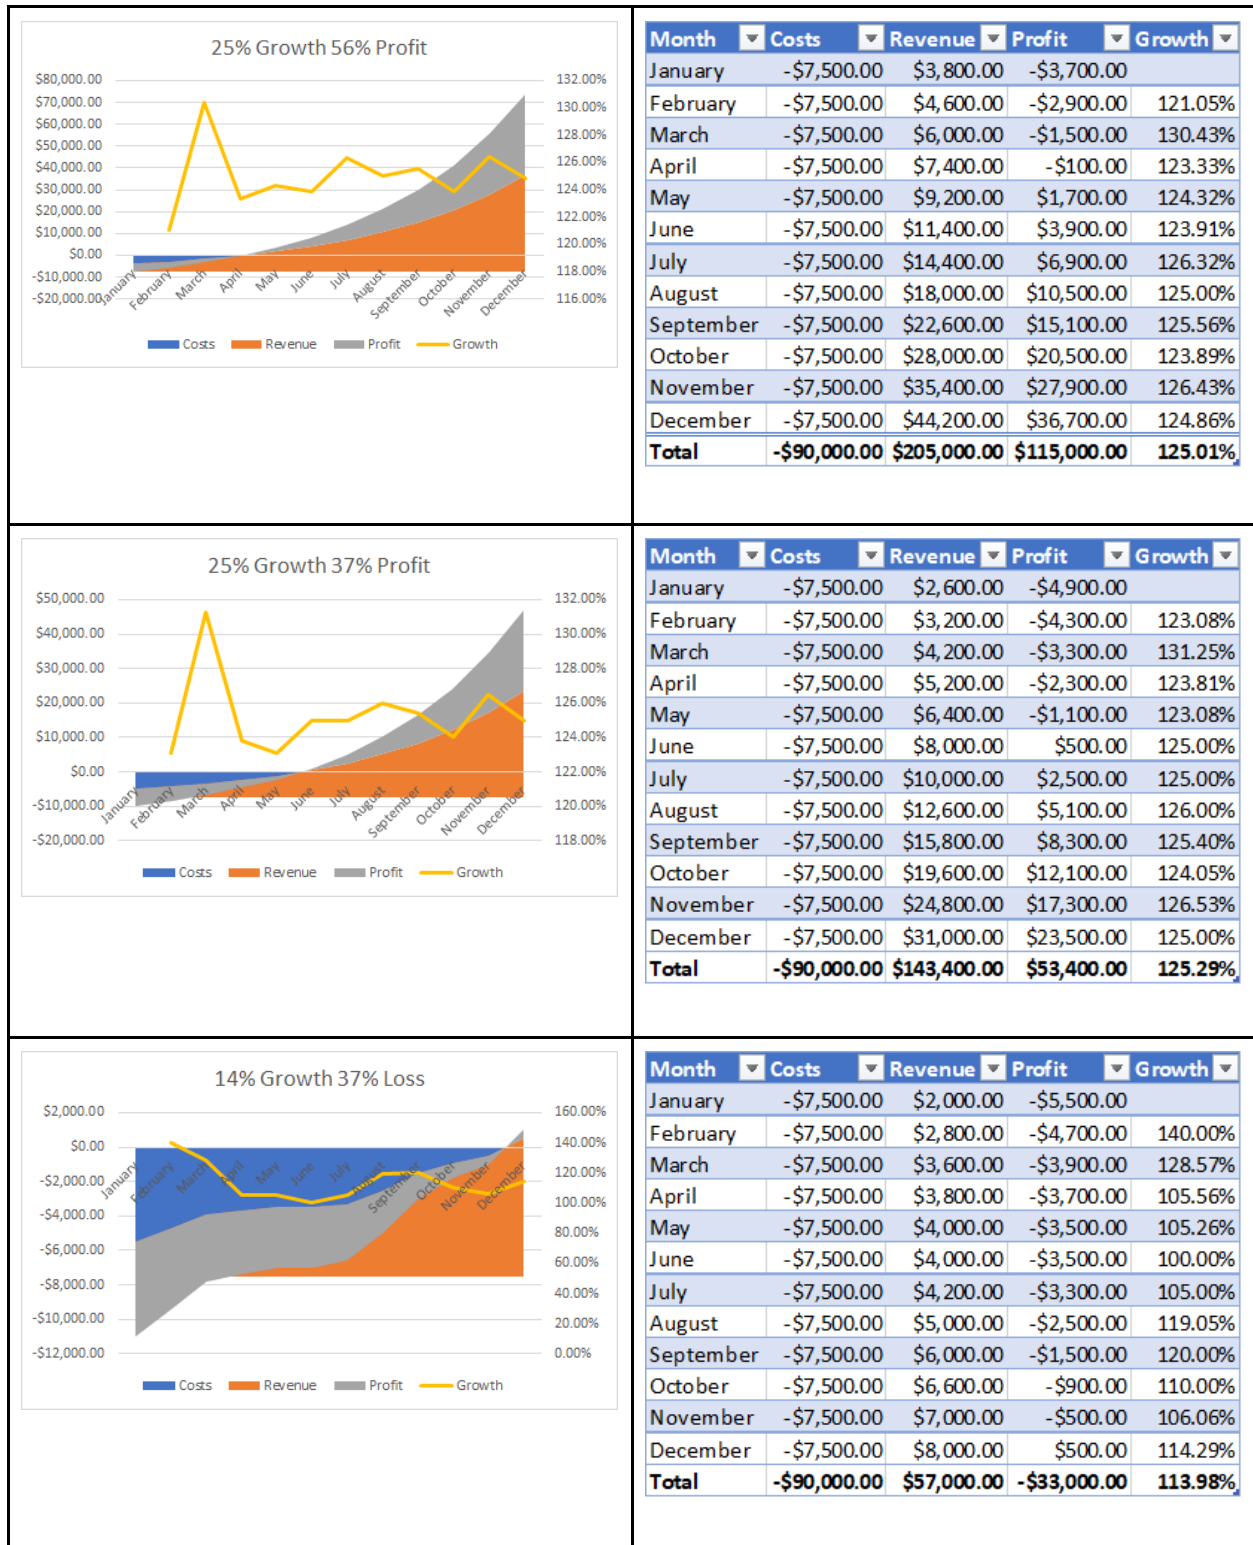 25% Growth 56% Profit
$80,000.00 132.00%
$70,000.00 130.00%
$60,000.00 128.00%
$50,000.00
$40,000.00 126.00%
$30,000.00 124.00%
$20,000.00 122.00%
$10,000.00
$0.00 120.00%
-$10,000.00 118.00%
-$20,000.00 116.00%
January February March April May June July August September October November December
Costs Revenue Profit Growth
Month Costs Revenue Profit Growth
January -$7,500.00 $3,800.00 -$3,700.00
February -$7,500.00 $4,600.00 -$2,900.00 121.05%
March -$7,500.00 $6,000.00 -$1,500.00 130.43%
April -$7,500.00 $7,400.00 -$100.00 123.33%
May -$7,500.00 $9,200.00 $1,700.00 124.32%
June -$7,500.00 $11,400.00 $3,900.00 123.91%
July -$7,500.00 $14,400.00 $6,900.00 126.32%
August -$7,500.00 $18,000.00 $10,500.00 125.00%
September -$7,500.00 $22,600.00 $15,100.00 125.56%
October -$7,500.00 $28,000.00 $20,500.00 123.89%
November -$7,500.00 $35,400.00 $27,900.00 126.43%
December -$7,500.00 $44,200.00 $36,700.00 124.86%
Total -$90,000.00 $205,000.00 $115,000.00 125.01%
25% Growth 37% Profit
$50,000.00 132.00%
$40,000.00 130.00%
$30,000.00 128.00%
$20,000.00 126.00%
$10,000.00 124.00%
$0.00 122.00%
-$10,000.00 120.00%
-$20,000.00 118.00%
January February March April May June July August September October November December
Costs Revenue Profit Growth
Month Costs Revenue Profit Growth
January -$7,500.00 $2,600.00 -$4,900.00
February -$7,500.00 $3,200.00 -$4,300.00 123.08%
March -$7,500.00 $4,200.00 -$3,300.00 131.25%
April -$7,500.00 $5,200.00 -$2,300.00 123.81%
May -$7,500.00 $6,400.00 -$1,100.00 123.08%
June -$7,500.00 $8,000.00 $500.00 125.00%
July -$7,500.00 $10,000.00 $2,500.00 125.00%
August -$7,500.00 $12,600.00 $5,100.00 126.00%
September -$7,500.00 $15,800.00 $8,300.00 125.40%
October -$7,500.00 $19,600.00 $12,100.00 124.05%
November -$7,500.00 $24,800.00 $17,300.00 126.53%
December -$7,500.00 $31,000.00 $23,500.00 125.00%
Total -$90,000.00 $143,400.00 $53,400.00 125.29%
14% Growth 37% Loss
$2,000.00 160.00%
$0.00 140.00%
-$2,000.00 120.00%
-$4,000.00 100.00%
-$6,000.00 80.00%
-$8,000.00 60.00%
-$10,000.00 40.00%
-$12,000.00 20.00%
0.00%
January February March April May June July August September October November December
Costs Revenue Profit Growth
Month Costs Revenue Profit Growth
January -$7,500.00 $2,000.00 -$5,500.00
February -$7,500.00 $2,800.00 -$4,700.00 140.00%
March -$7,500.00 $3,600.00 -$3,900.00 128.57%
April -$7,500.00 $3,800.00 -$3,700.00 105.56%
May -$7,500.00 $4,000.00 -$3,500.00 105.26%
June -$7,500.00 $4,000.00 -$3,500.00 100.00%
July -$7,500.00 $4,200.00 -$3,300.00 105.00%
August -$7,500.00 $5,000.00 -$2,500.00 119.05%
September -$7,500.00 $6,000.00 -$1,500.00 120.00%
October -$7,500.00 $6,600.00 -$900.00 110.00%
November -$7,500.00 $7,000.00 -$500.00 106.06%
December -$7,500.00 $8,000.00 $500.00 114.29%
Total -$90,000.00 $57,000.00 -$33,000.00 113.98%